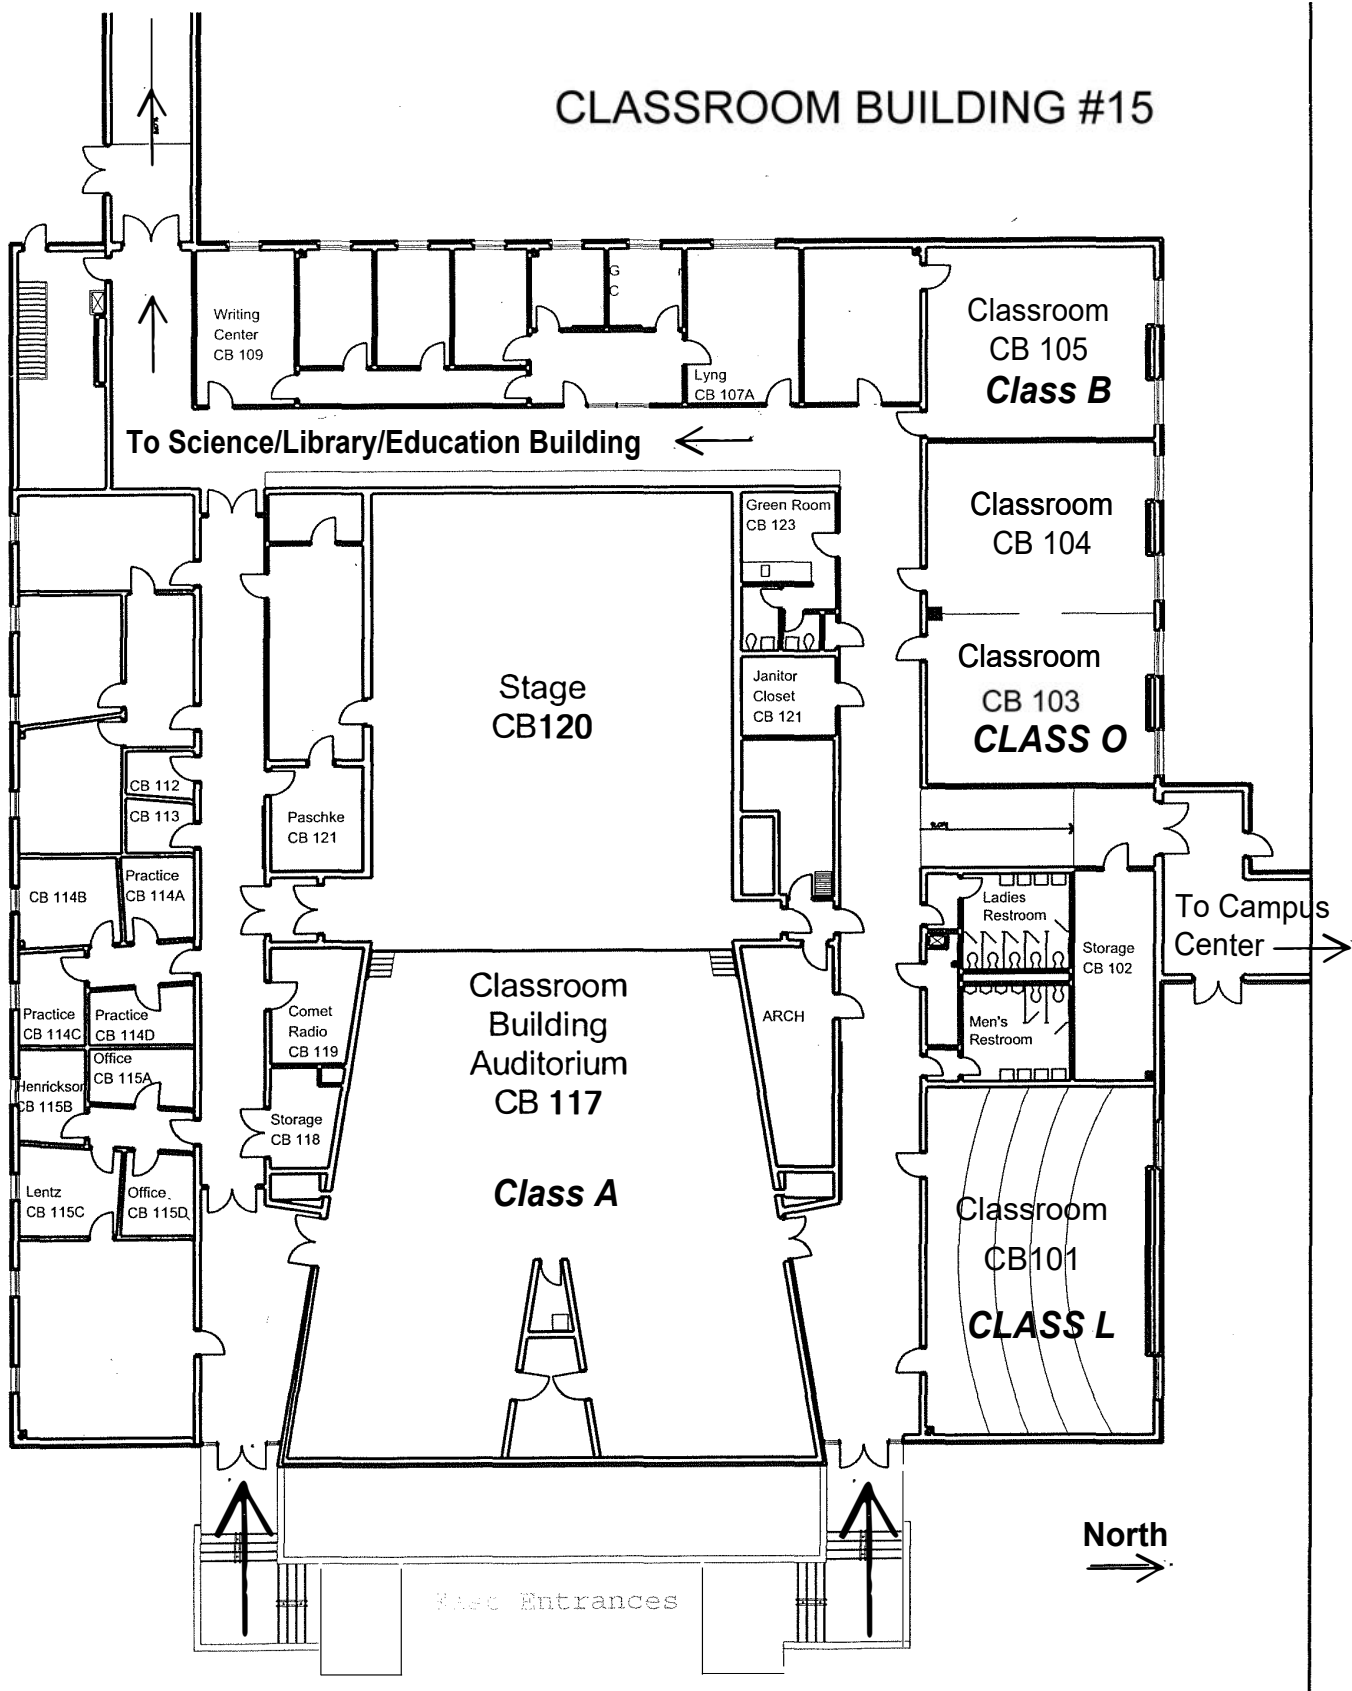 CLASSROOM BUILDING #15
G
C
Writing
Center
CB 109
Lyng
CB 107A
Classroom
CB 105
Class B
To Science/Library/Education Building
Green Room
CB 123
Classroom
CB 104
Stage
CB120
Janitor
Closet
CB 121
Classroom
CB 103
CLASS O
CB 112
CB 113
Paschke
CB 121
CB 114B
Practice
CB 114A
Ladies
Restroom
Storage
CB 102
To Campus
Center
Practice
CB 114C
Practice
CB 114D
Comet
Radio
CB 119
Classroom
Building
Auditorium
CB 117
Class A
ARCH
Men's
Restroom
Office
CB 115A
Henrickson
CB 115B
Storage
CB 118
Lentz
CB 115C
Office
CB 115D
Classroom
CB101
CLASS L
North
Entrances